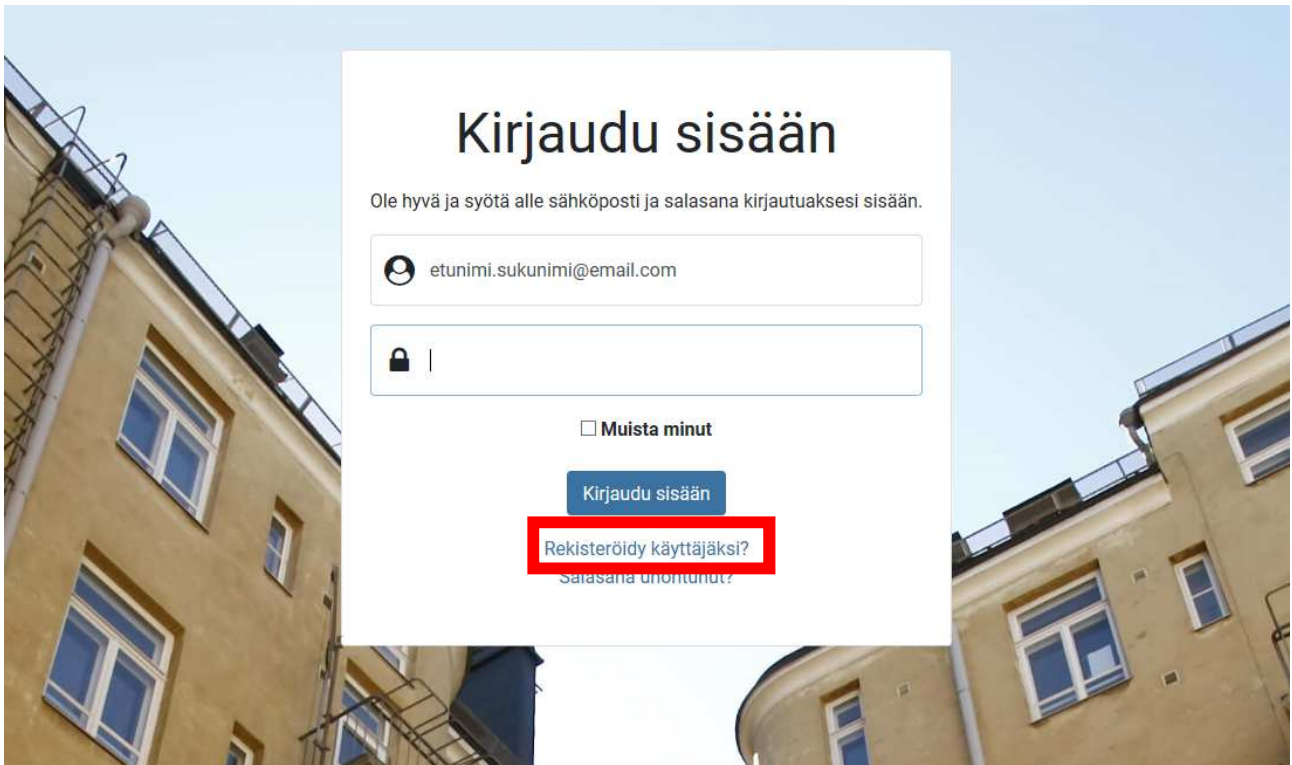 Kirjaudu sisään
Ole hyvä ja syötä alle sähköposti ja salasana kirjautuaksesi sisään.
etunimi.sukunimi@email.com
Muista minut
Kirjaudu sisään
Rekisteröidy käyttäjäksi?
Salasana unohtunut?